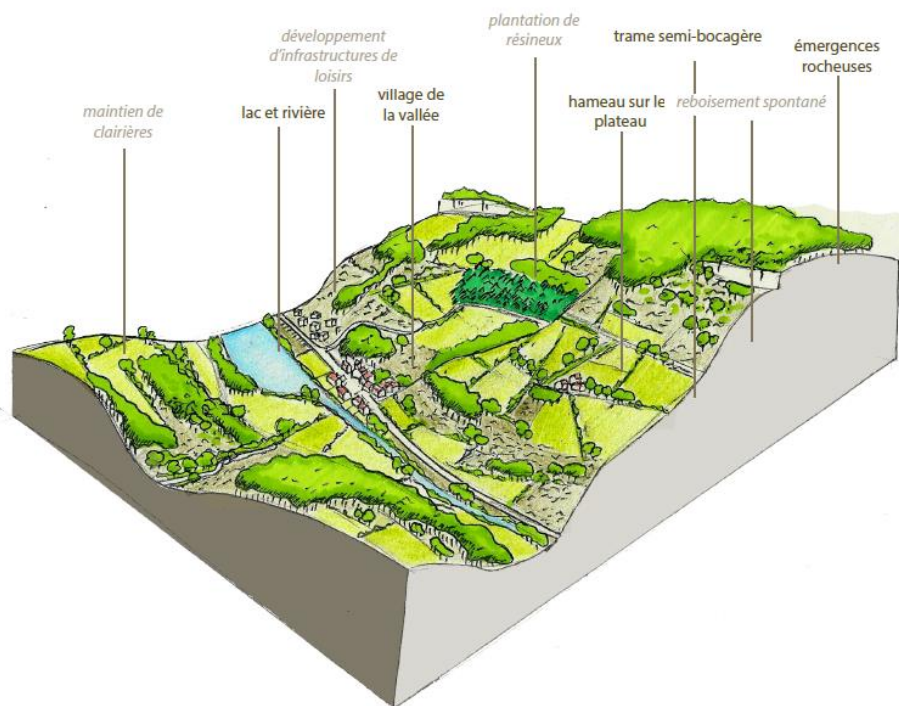 maintien de
clairières
lac et rivière
développement
d'infrastructures de
loisirs
village de
la vallée
plantation de
résineux
hameau sur le
plateau
trame semi-bocagère
reboisement spontané
émergences
rocheuses